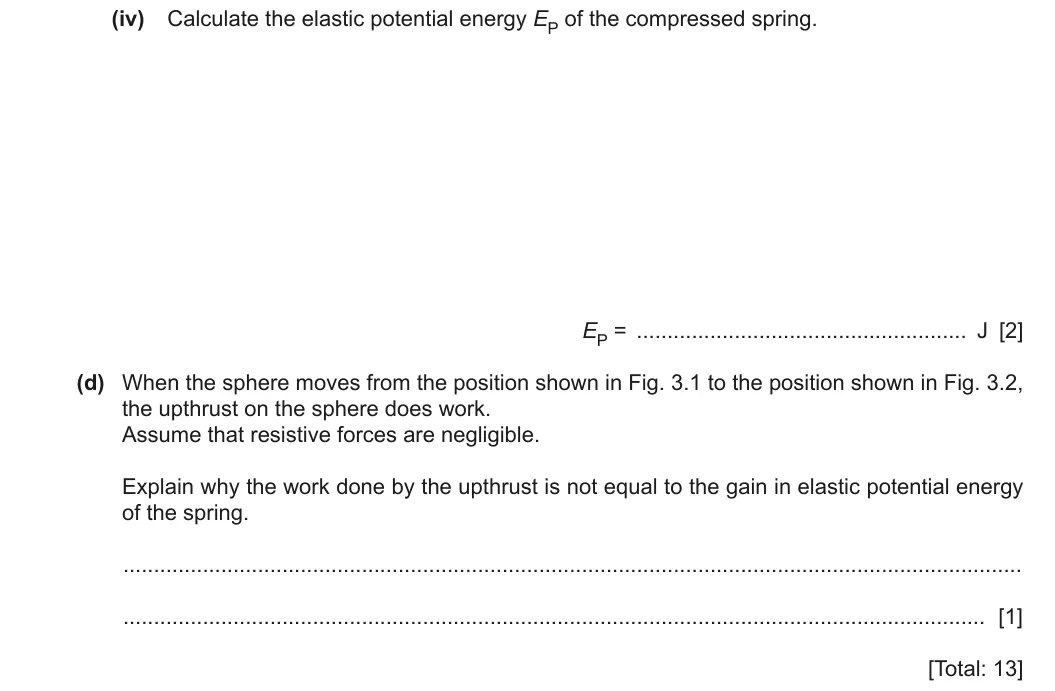 (iv) Calculate the elastic potential energy EP of the compressed spring.
EP = ...................................................... J [2]
(d) When the sphere moves from the position shown in Fig. 3.1 to the position shown in Fig. 3.2,
the upthrust on the sphere does work.
Assume that resistive forces are negligible.
Explain why the work done by the upthrust is not equal to the gain in elastic potential energy
of the spring.
...................................................................................................................................................
............................................................................................................................................. [1]
[Total: 13]